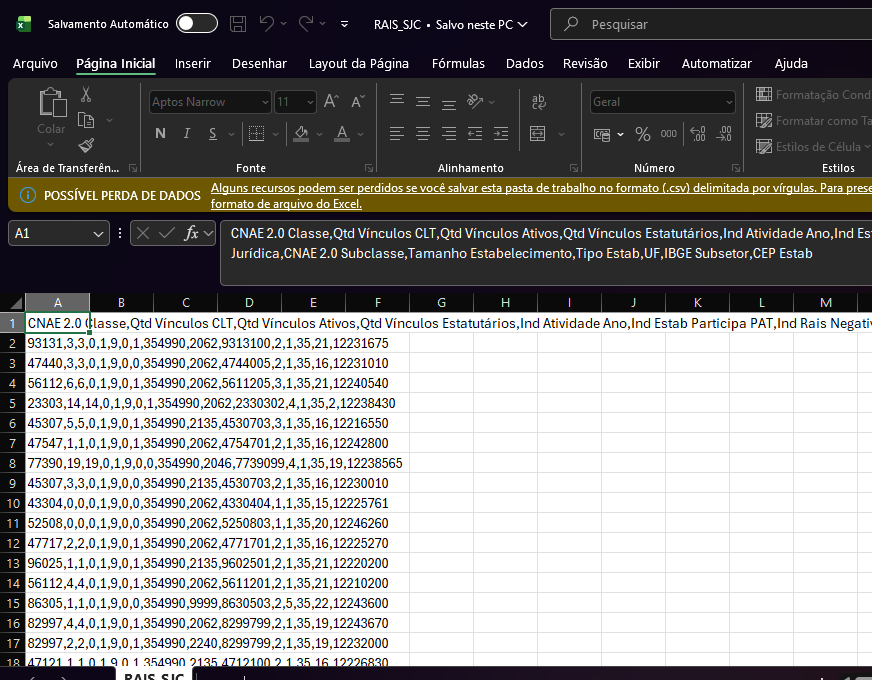 Salvamento Automático
RAIS_SJC • Salvo neste PC
Pesquisar
Arquivo Página Inicial Inserir Desenhar Layout da Página Fórmulas Dados Revisão Exibir Automatizar Ajuda
Colar
Aptos Narrow 11
N I S
Geral
% 000
Formatação Cond
Formatar como Ta
Estilos de Célula
Área de Transferên... Fonte Alinhamento Número Estilos
POSSÍVEL PERDA DE DADOS Alguns recursos podem ser perdidos se você salvar esta pasta de trabalho no formato (.csv) delimitada por vírgulas. Para prese
formato de arquivo do Excel.
A1
fx
CNAE 2.0 Classe,Qtd Vínculos CLT,Qtd Vínculos Ativos,Qtd Vínculos Estatutários,Ind Atividade Ano,Ind Es
Jurídica,CNAE 2.0 Subclasse,Tamanho Estabelecimento,Tipo Estab,UF,IBGE Subsetor,CEP Estab
A B C D E F G H I J K L M
1 CNAE 2.0 Classe,Qtd Vínculos CLT,Qtd Vínculos Ativos,Qtd Vínculos Estatutários,Ind Atividade Ano,Ind Estab Participa PAT,Ind Rais Negativ
2 93131,3,3,0,1,9,0,1,354990,2062,9313100,2,1,35,21,12231675
3 47440,3,3,0,1,9,0,0,354990,2062,4744005,2,1,35,16,12231010
4 56112,6,6,0,1,9,0,1,354990,2062,5611205,3,1,35,21,12240540
5 23303,14,14,0,1,9,0,1,354990,2062,2330302,4,1,35,2,12238430
6 45307,5,5,0,1,9,0,1,354990,2135,4530703,3,1,35,16,12216550
7 47547,1,1,0,1,9,0,1,354990,2062,4754701,2,1,35,16,12242800
8 77390,19,19,0,1,9,0,0,354990,2046,7739099,4,1,35,19,12238565
9 45307,3,3,0,1,9,0,0,354990,2135,4530703,2,1,35,16,12230010
10 43304,0,0,0,1,9,0,0,354990,2062,4330404,1,1,35,15,12225761
11 52508,0,0,0,1,9,0,0,354990,2062,5250803,1,1,35,20,12246260
12 47717,2,2,0,1,9,0,1,354990,2062,4771701,2,1,35,16,12225270
13 96025,1,1,0,1,9,0,1,354990,2135,9602501,2,1,35,21,12220200
14 56112,4,4,0,1,9,0,1,354990,2062,5611201,2,1,35,21,12210200
15 86305,1,1,0,1,9,0,0,354990,9999,8630503,2,5,35,22,12243600
16 82997,4,4,0,1,9,0,1,354990,2062,8299799,2,1,35,19,12243670
17 82997,2,2,0,1,9,0,1,354990,2240,8299799,2,1,35,19,12232000
18 47121,1,1,0,1,9,0,1,354990,2135,4712100,2,1,35,16,12226830
RAIS_SJC